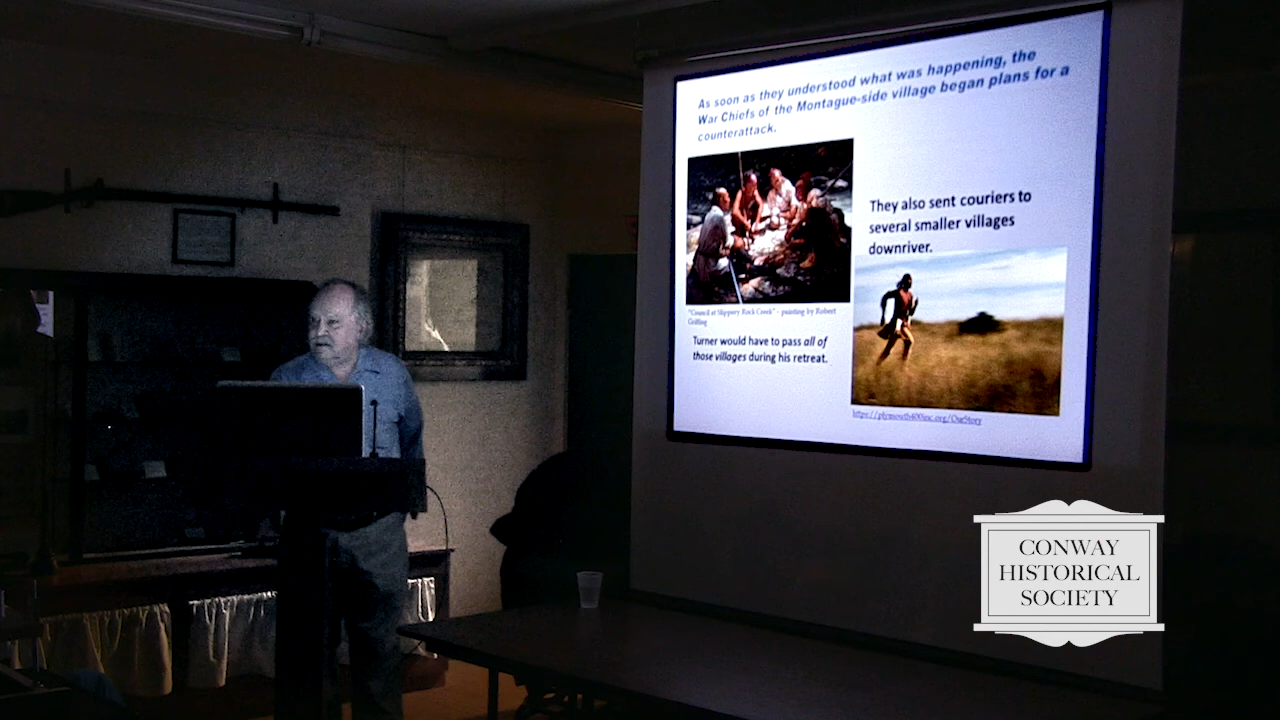 As soon as they understood what was happening, the
War Chiefs of the Montague-side village began plans for a
counterattack.
They also sent couriers to
several smaller villages
downriver.
"Council at Slippery Rock Creek" - painting by Robert
Griffing
Turner would have to pass all of
those villages during his retreat.
https://plymouth400inc.org/OurStory
CONWAY
HISTORICAL
SOCIETY